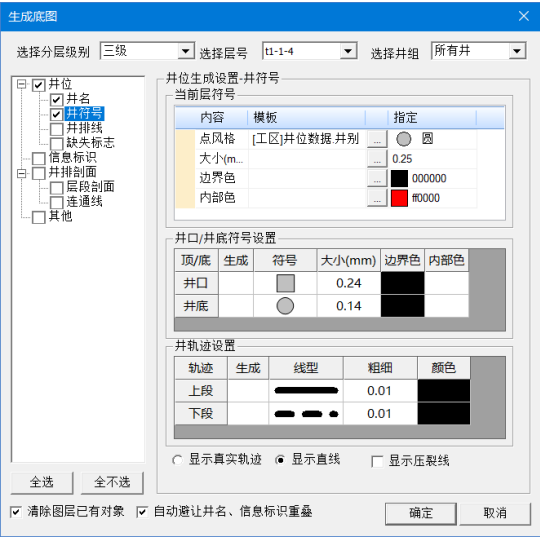 生成底图
选择分层级别 三级 选择层号 t1-1-4 选择井组 所有井
井位
井名
井符号
井排线
缺失标志
信息标识
井排剖面
层段剖面
连通线
其他
全选 全不选
井位生成设置-井符号
当前层符号
内容 模板 指定
点风格 [工区]井位数据.井别 ... 圆
大小(m... ... 0.25
边界色 ... 000000
内部色 ... ff0000
井口/井底符号设置
顶/底 生成 符号 大小(mm) 边界色 内部色
井口 0.24
井底 0.14
井轨迹设置
轨迹 生成 线型 粗细 颜色
上段 0.01
下段 0.01
显示真实轨迹 显示直线 显示压裂线
清除图层已有对象 自动避让井名、信息标识重叠 确定 取消